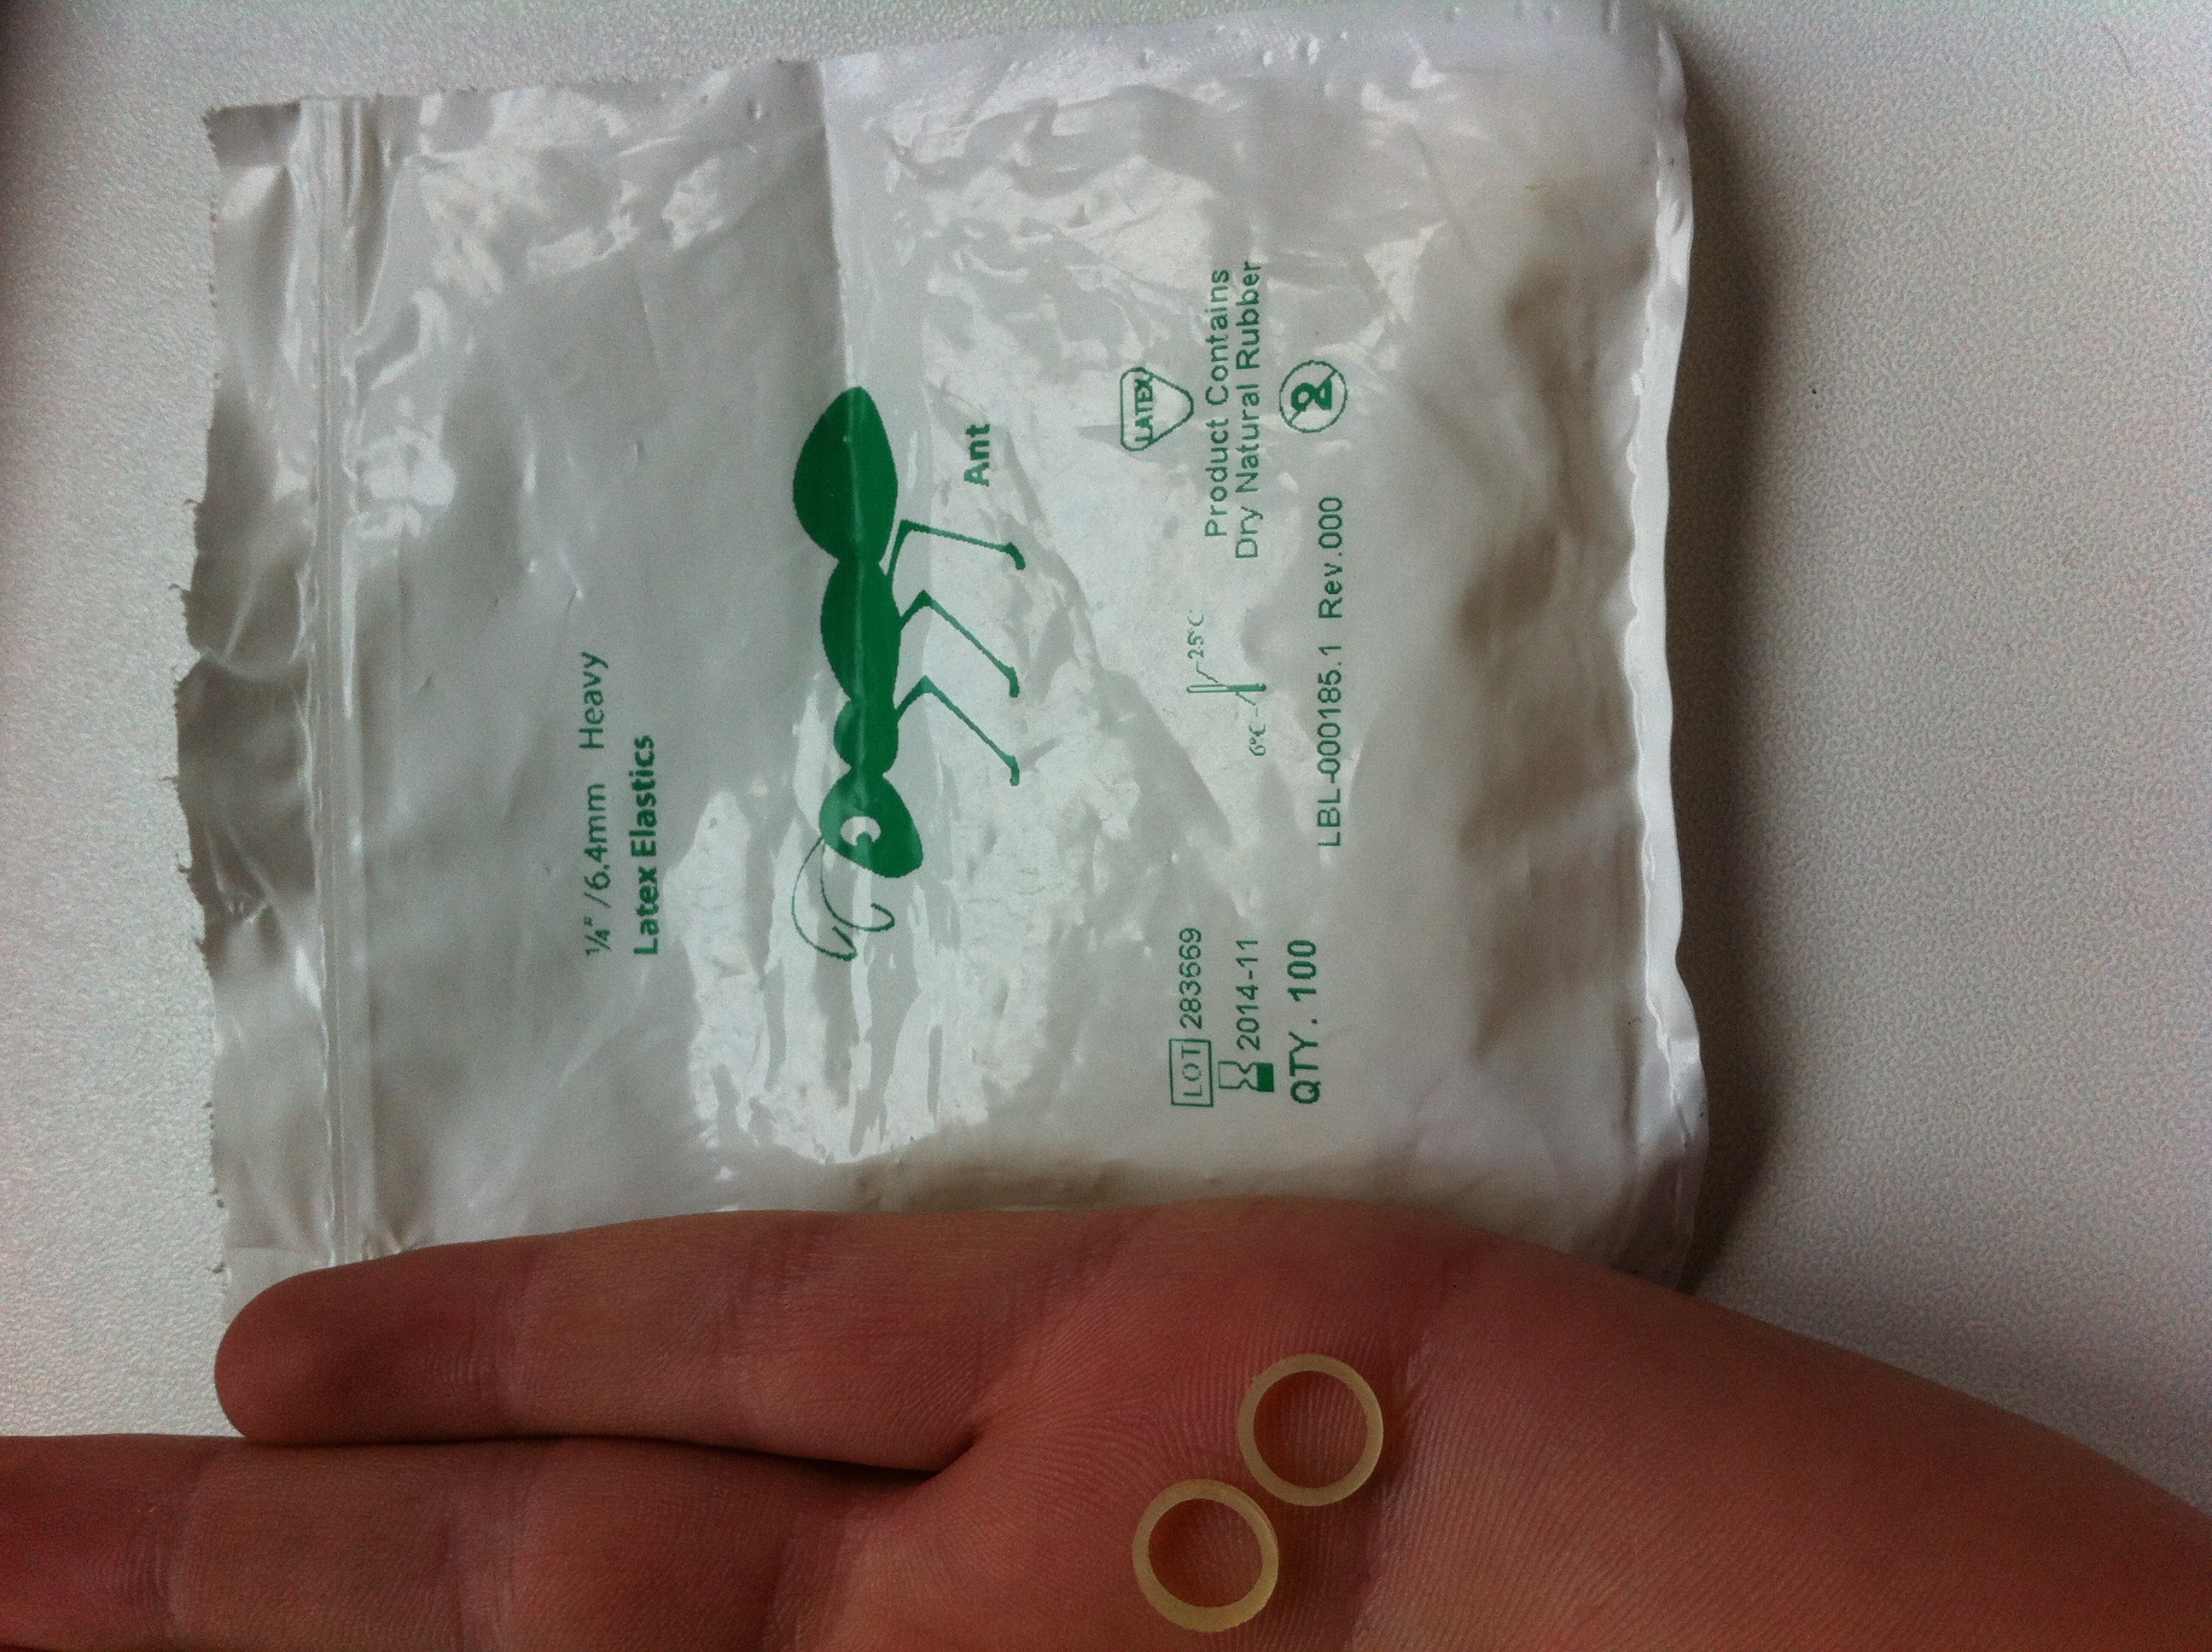 ¼" /6.4mm Heavy
Latex Elastics
Ant
LATEX
Product Contains
Dry Natural Rubber
2
6°C
25°C
LOT 283669
2014-11
QTY. 100
LBL-000185.1 Rev.000